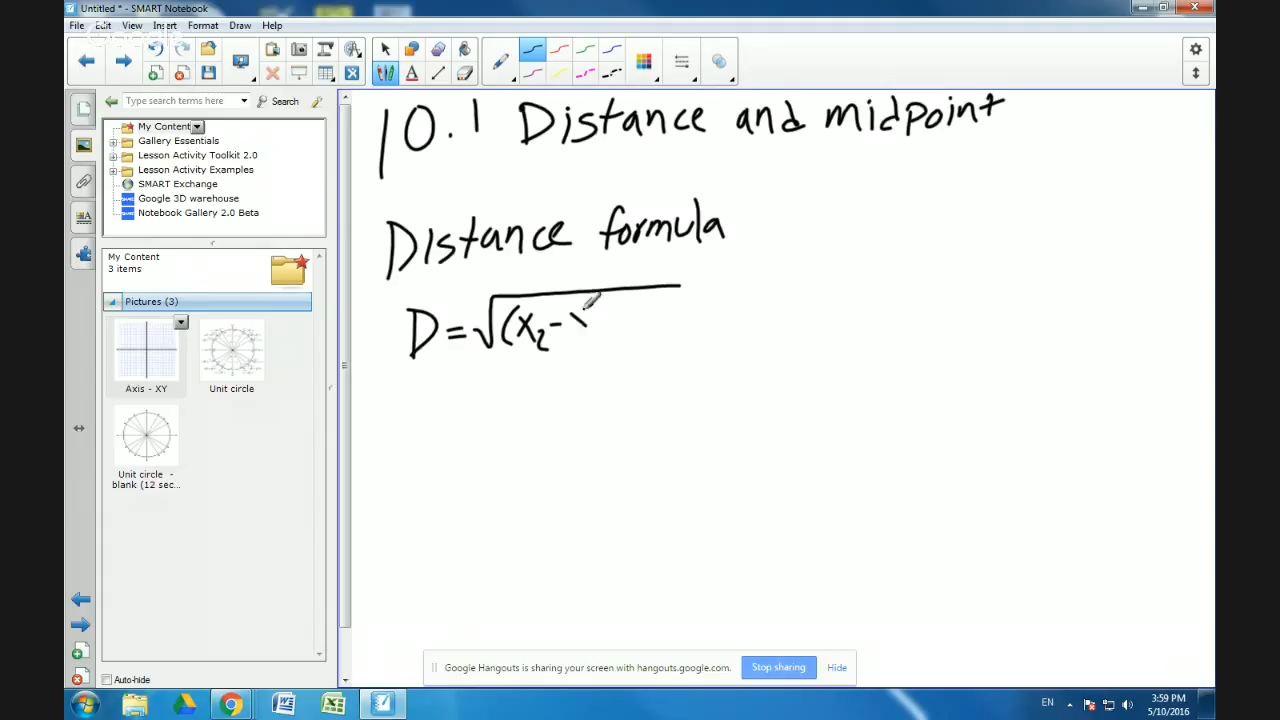 Untitled * - SMART Notebook
File Edit View Insert Format Draw Help
Type search terms here Search
My Content
Gallery Essentials
Lesson Activity Toolkit 2.0
Lesson Activity Examples
SMART Exchange
Google 3D warehouse
Notebook Gallery 2.0 Beta
My Content
3 items
Pictures (3)
Axis - XY Unit circle
Unit circle -
blank (12 sec...
Auto-hide
10.1 Distance and midpoint
Distance formula
D=√(x₂-
Google Hangouts is sharing your screen with hangouts.google.com. Stop sharing Hide
EN 3:59 PM
5/10/2016